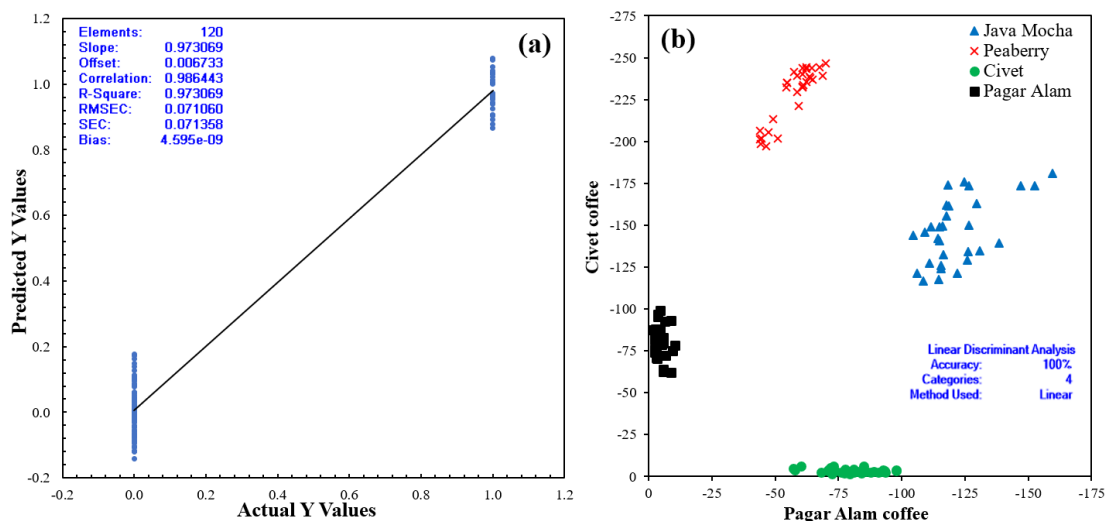 (a)
Elements: 120
Slope: 0.973069
Offset: 0.006733
Correlation: 0.986443
R-Square: 0.973069
RMSEC: 0.071060
SEC: 0.071358
Bias: 4.595e-09
Predicted Y Values
1.2
1.0
0.8
0.6
0.4
0.2
0.0
-0.2
-0.2 0.0 0.2 0.4 0.6 0.8 1.0 1.2
Actual Y Values
(b)
Java Mocha
Peaberry
Civet
Pagar Alam
Civet coffee
-275
-250
-225
-200
-175
-150
-125
-100
-75
-50
-25
0
Linear Discriminant Analysis
Accuracy: 100%
Categories: 4
Method Used: Linear
0 -25 -50 -75 -100 -125 -150 -175
Pagar Alam coffee